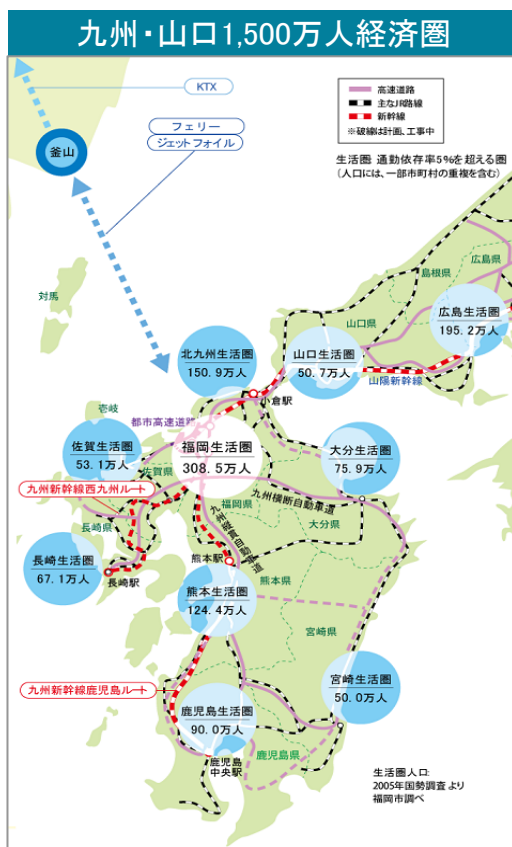 九州・山口1,500万人経済圏
KTX
高速道路
主なJR路線
新幹線
※破線は計画、工事中
フェリー
ジェットフォイル
釜山
生活圏: 通勤依存率5%を超える圏
（人口には、一部市町村の重複を含む）
広島県
島根県
対馬
広島生活圏
195.2万人
山口県
北九州生活圏
150.9万人
山口生活圏
50.7万人
山陽新幹線
小倉駅
壱岐
都市高速道路
佐賀生活圏
53.1万人
福岡生活圏
308.5万人
大分生活圏
75.9万人
佐賀県
九州新幹線西九州ルート
福岡県
九州横断自動車道
大分県
九州縦貫自動車道
長崎県
長崎生活圏
67.1万人
長崎駅
熊本駅
熊本県
熊本生活圏
124.4万人
宮崎県
九州新幹線鹿児島ルート
宮崎生活圏
50.0万人
鹿児島生活圏
90.0万人
鹿児島県
鹿児島
中央駅
生活圏人口:
2005年国勢調査より
福岡市調べ